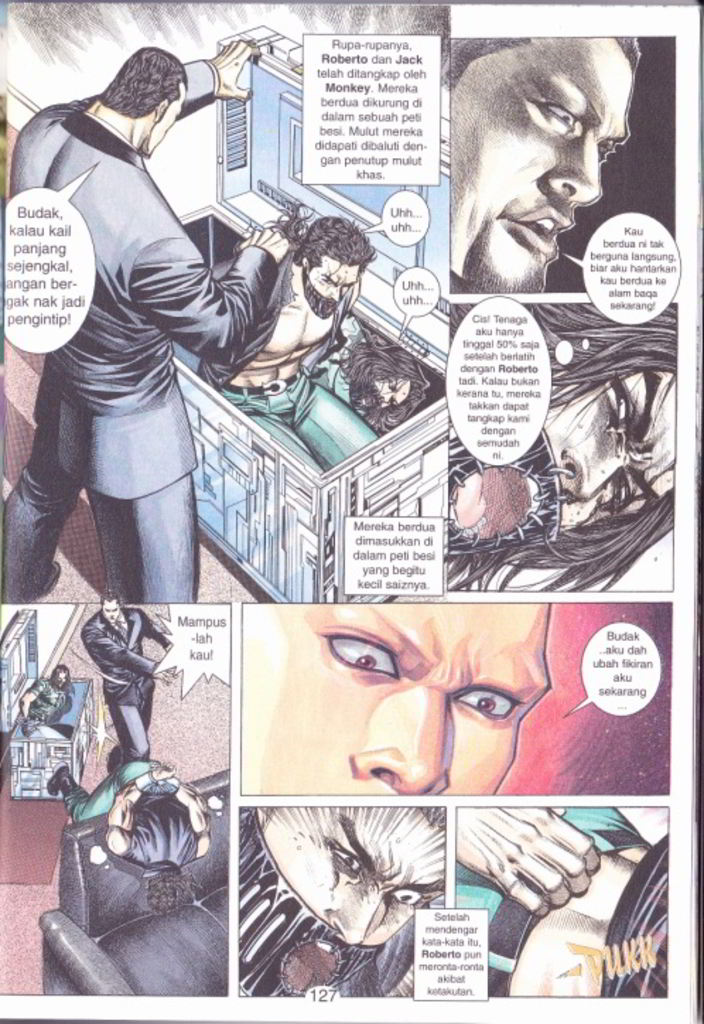 Rupa-rupanya,
Roberto dan Jack
telah ditangkap oleh
Monkey. Mereka
berdua dikurung di
dalam sebuah peti
besi. Mulut mereka
didapati dibaluti den-
gan penutup mulut
khas.
Budak,
kalau kail
panjang
sejengkal,
angan ber-
gak nak jadi
pengintip!
Uhh...
uhh...
Uhh...
uhh...
Mereka berdua
dimasukkan di
dalam peti besi
yang begitu
kecil saiznya.
Kau
berdua ni tak
berguna langsung,
biar aku hantarkan
kau berdua ke
alam baqa
sekarang!
Cis! Tenaga
aku hanya
tinggal 50% saja
setelah berlatih
dengan Roberto
tadi. Kalau bukan
kerana tu, mereka
takkan dapat
tangkap kami
dengan
semudah
ni.
Mampus
-lah
kau!
Budak
..aku dah
ubah fikiran
aku
sekarang
...
Setelah
mendengar
kata-kata itu,
Roberto pun
meronta-ronta
akibat
ketakutan.
DUKK
127